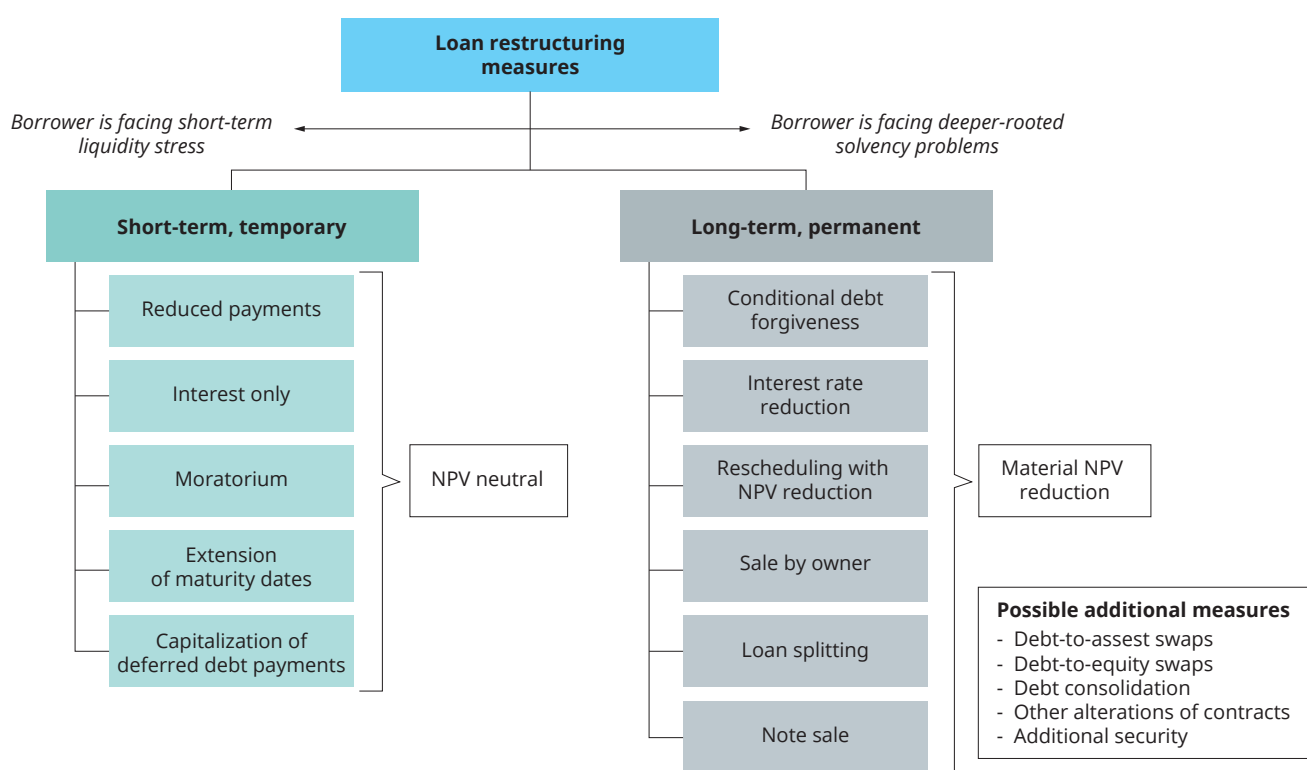 Loan restructuring
measures
Borrower is facing short-term
liquidity stress
Borrower is facing deeper-rooted
solvency problems
Short-term, temporary
Reduced payments
Interest only
Moratorium
Extension
of maturity dates
Capitalization of
deferred debt payments
NPV neutral
Long-term, permanent
Conditional debt
forgiveness
Interest rate
reduction
Rescheduling with
NPV reduction
Sale by owner
Loan splitting
Note sale
Material NPV
reduction
Possible additional measures
- Debt-to-assest swaps
- Debt-to-equity swaps
- Debt consolidation
- Other alterations of contracts
- Additional security